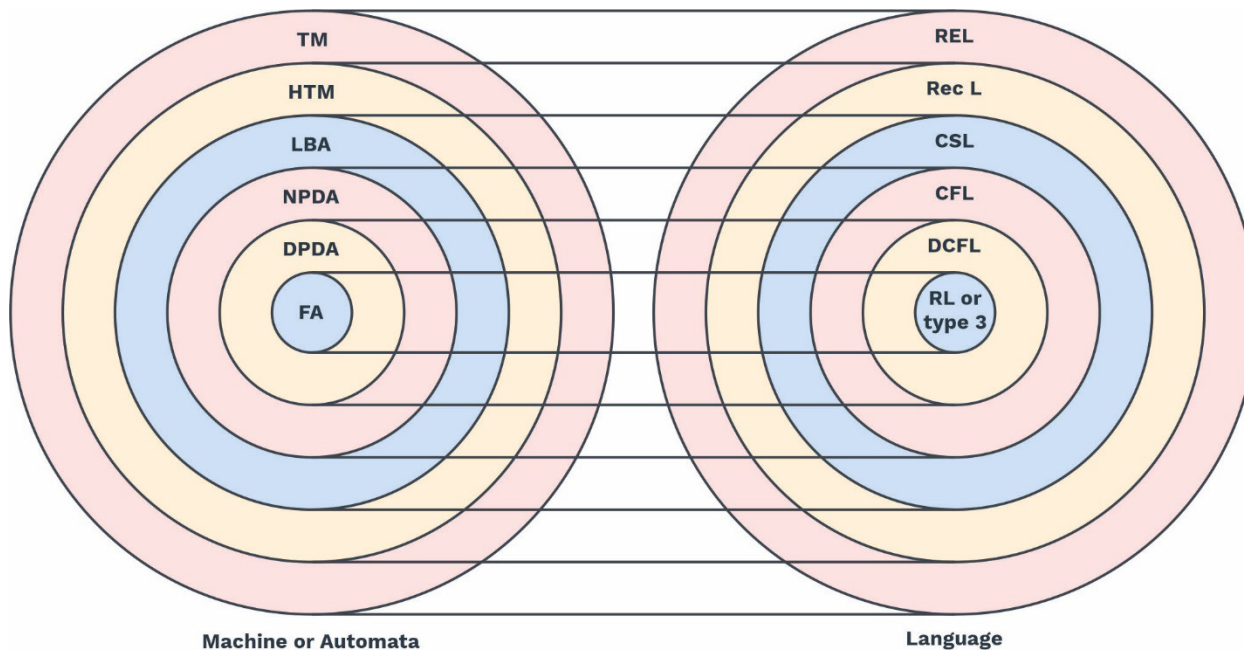 TM
HTM
LBA
NPDA
DPDA
FA
Machine or Automata
REL
Rec L
CSL
CFL
DCFL
RL or
type 3
Language